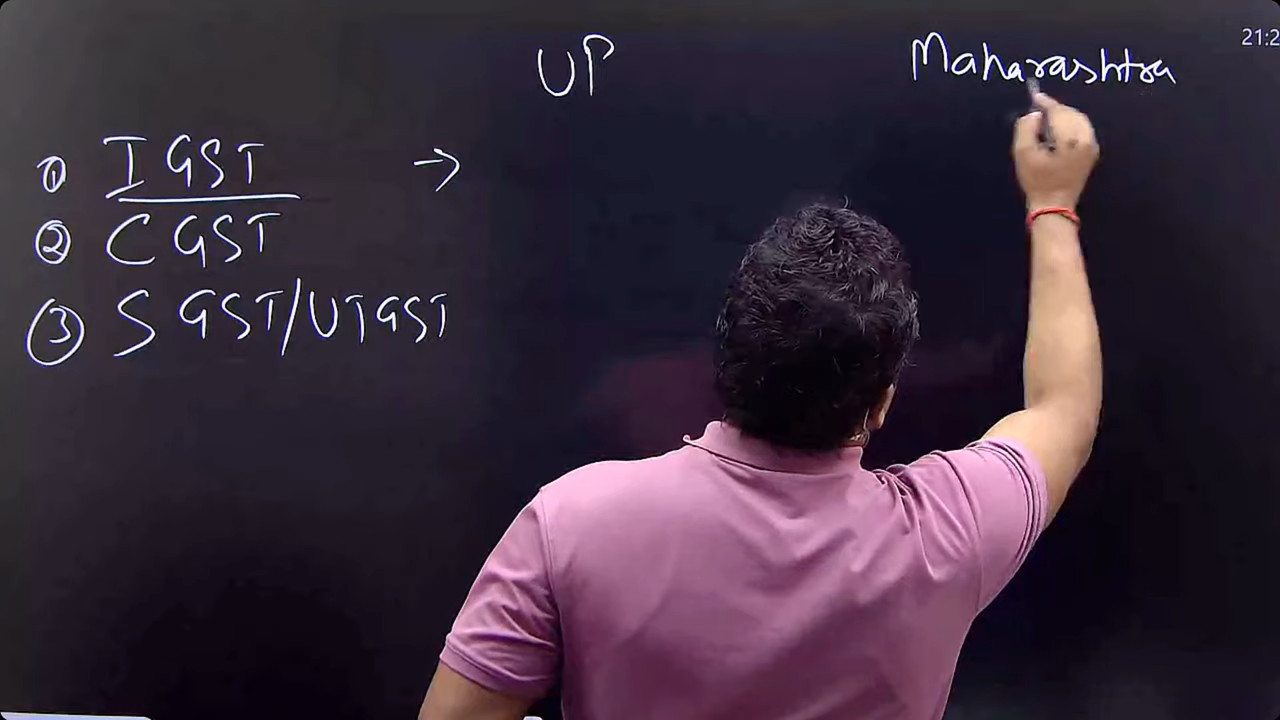 21:2
UP Maharashtra
① IGST →
② CGST
③ SGST/UTGST